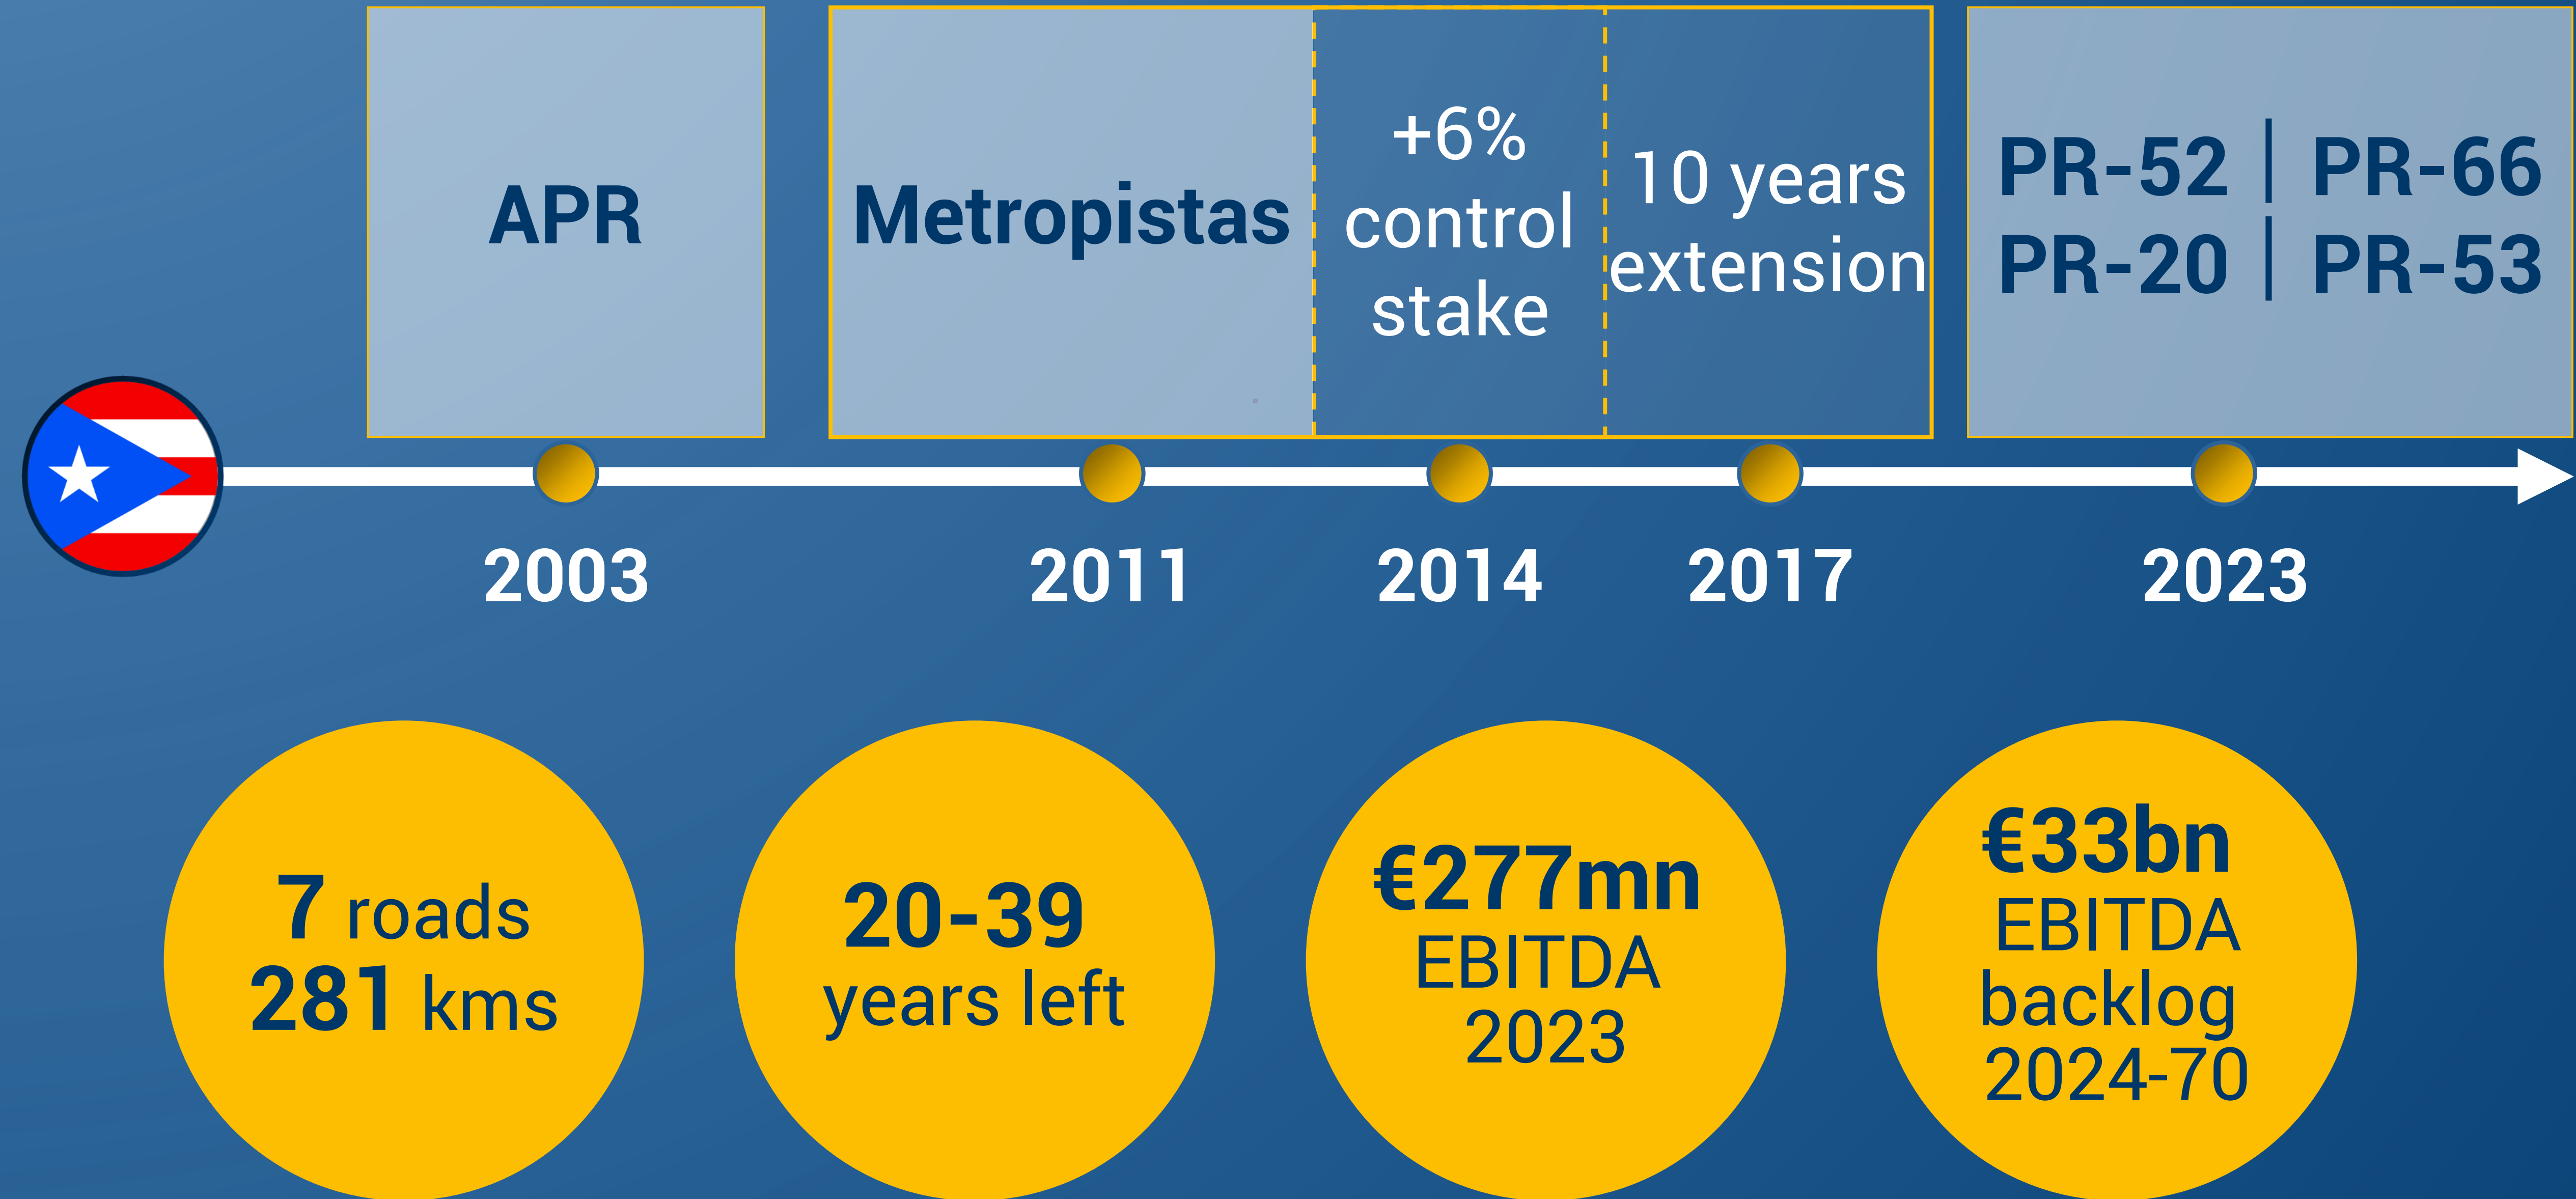 APR
Metropistas
+6%
control
stake
10 years
extension
PR-52 | PR-66
PR-20 | PR-53
2003
2011
2014
2017
2023
7 roads
281 kms
20-39
years left
€277mn
EBITDA
2023
€33bn
EBITDA
backlog
2024-70